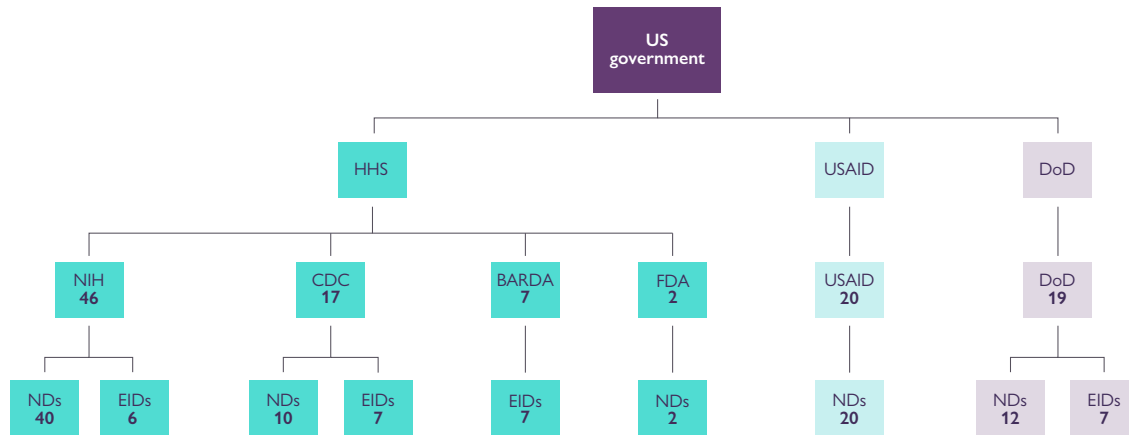 US
government
HHS
USAID
DoD
NIH
46
CDC
17
BARDA
7
FDA
2
USAID
20
DoD
19
NDs
40
EIDs
6
NDs
10
EIDs
7
EIDs
7
NDs
2
NDs
20
NDs
12
EIDs
7